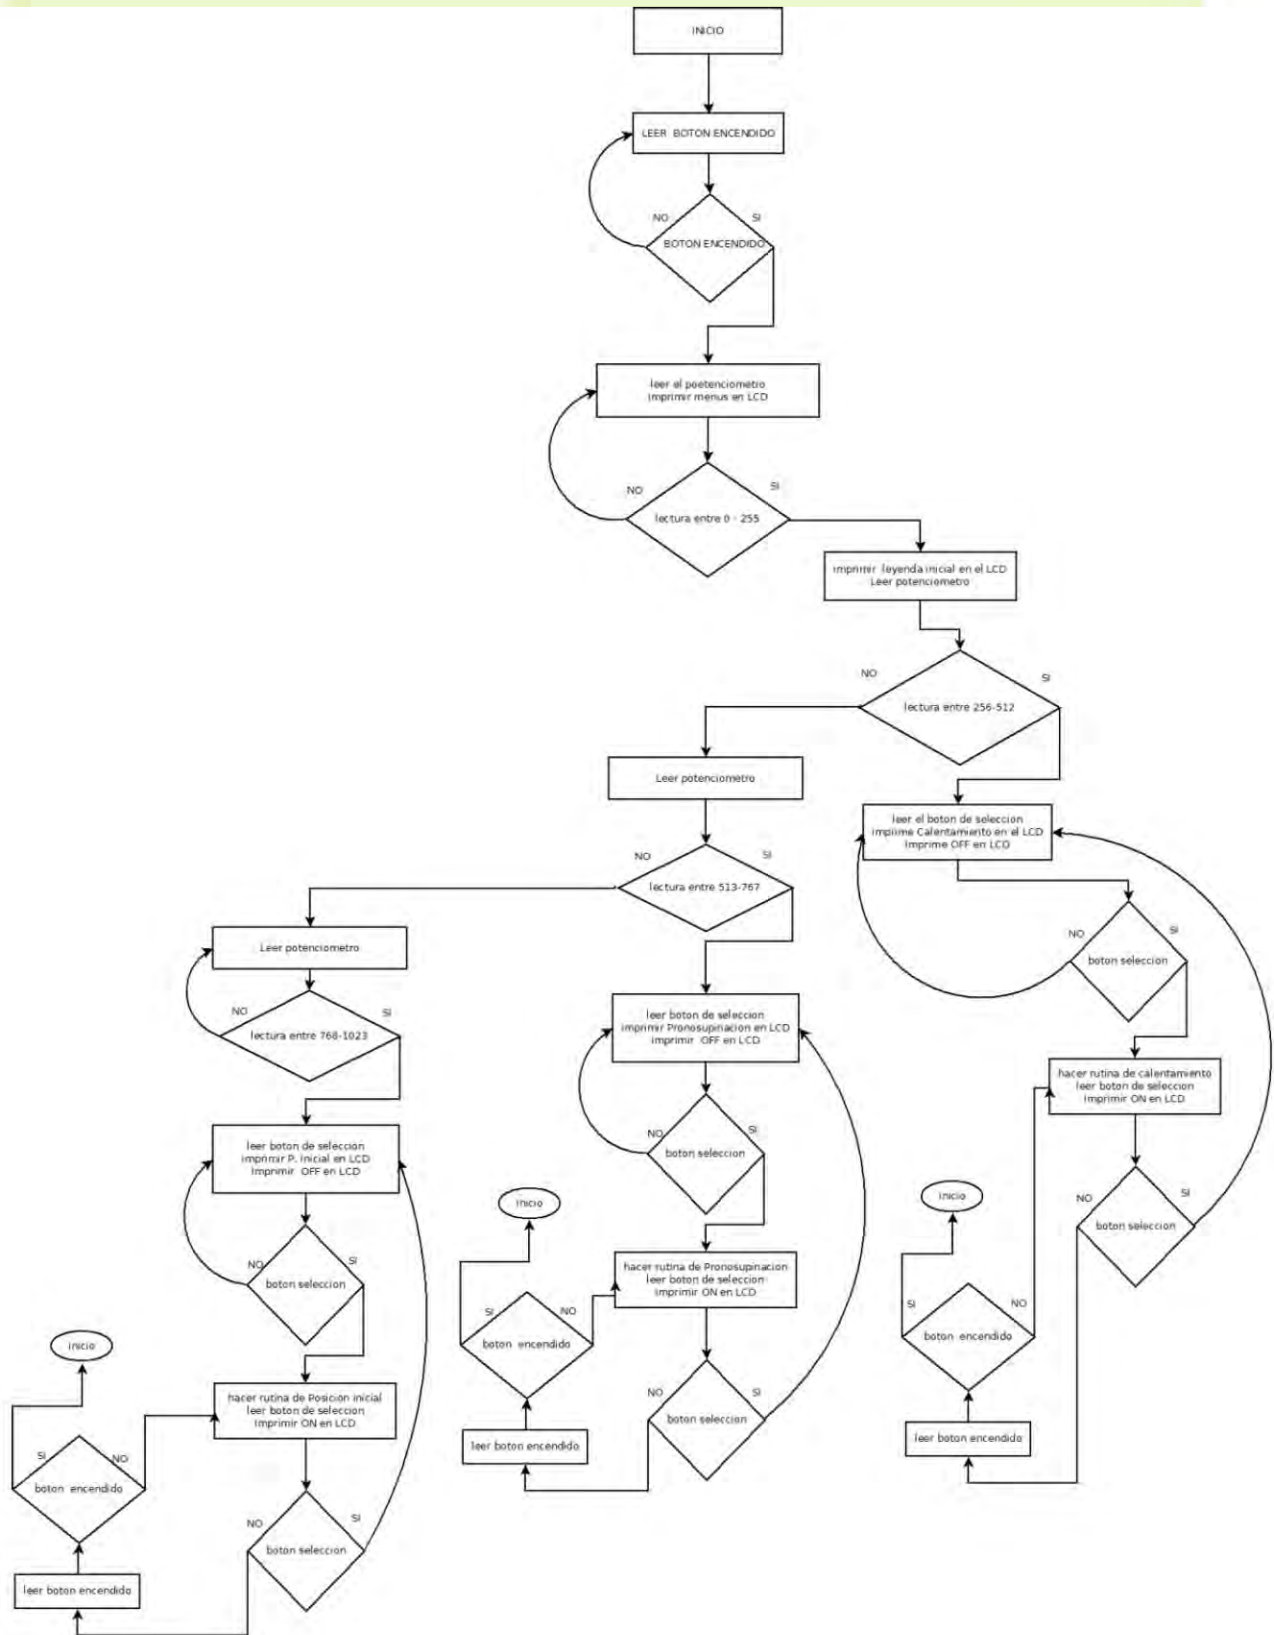 INICIO
LEER BOTON ENCENDIDO
NO
SI
BOTON ENCENDIDO
leer el poetenciometro
imprimir menus en LCD
NO
SI
lectura entre 0 - 255
imprimir leyenda inicial en el LCD
Leer potenciometro
NO
SI
lectura entre 256-512
Leer potenciometro
leer el boton de seleccion
imprime Calentamiento en el LCD
Imprime OFF en LCD
NO
SI
lectura entre 513-767
NO
SI
boton seleccion
Leer potenciometro
NO
SI
lectura entre 768-1023
leer boton de seleccion
imprimir Pronosupinacion en LCD
imprimir OFF en LCD
hacer rutina de calentamiento
leer boton de seleccion
Imprimir ON en LCD
NO
SI
boton seleccion
leer boton de seleccion
imprimir P. Inicial en LCD
Imprimir OFF en LCD
Inicio
Inicio
NO
SI
boton seleccion
NO
SI
boton seleccion
hacer rutina de Pronosupinacion
leer boton de seleccion
Imprimir ON en LCD
SI
NO
boton encendido
SI
NO
boton encendido
Inicio
hacer rutina de Posicion inicial
leer boton de seleccion
Imprimir ON en LCD
NO
SI
boton seleccion
leer boton encendido
leer boton encendido
SI
NO
boton encendido
NO
SI
boton seleccion
leer boton encendido